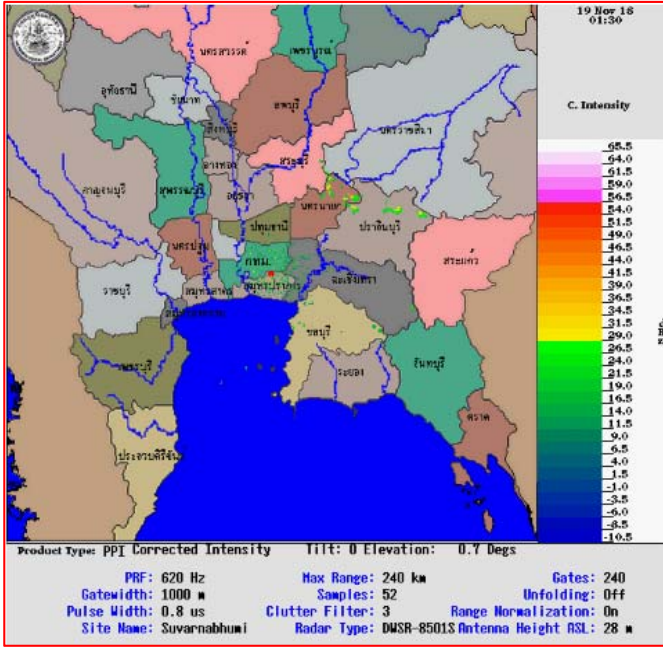 19 Nov 16
01:30
C. Intensity
65.5
64.0
61.5
59.0
56.5
54.0
51.5
49.0
46.5
44.0
41.5
39.0
36.5
34.0
31.5
29.0
26.5
24.0
21.5
19.0
16.5
14.0
11.5
9.0
6.5
4.0
1.5
-1.0
-3.5
-6.0
-8.5
-10.5
นครสวรรค์
เพชรบูรณ์
อุทัยธานี
ชัยนาท
ลพบุรี
สิงห์บุรี
นครราชสีมา
อ่างทอง
สระบุรี
กาญจนบุรี
สุพรรณบุรี
อยุธยา
นครนายก
ปราจีนบุรี
ปทุมธานี
นครปฐม
กทม.
สระแก้ว
ราชบุรี
สมุทรสาคร
สมุทรปราการ
ฉะเชิงเทรา
ชลบุรี
เพชรบุรี
ระยอง
จันทบุรี
ตราด
ประจวบคีรีขันธ์
Product Type: PPI Corrected Intensity Tilt: 0 Elevation: 0.7 Degs
PRF: 620 Hz Max Range: 240 km Gates: 240
Gatewidth: 1000 m Samples: 52 Unfolding: Off
Pulse Width: 0.8 us Clutter Filter: 3 Range Normalization: On
Site Name: Suvarnabhumi Radar Type: DWSR-8501S Antenna Height ASL: 28 m